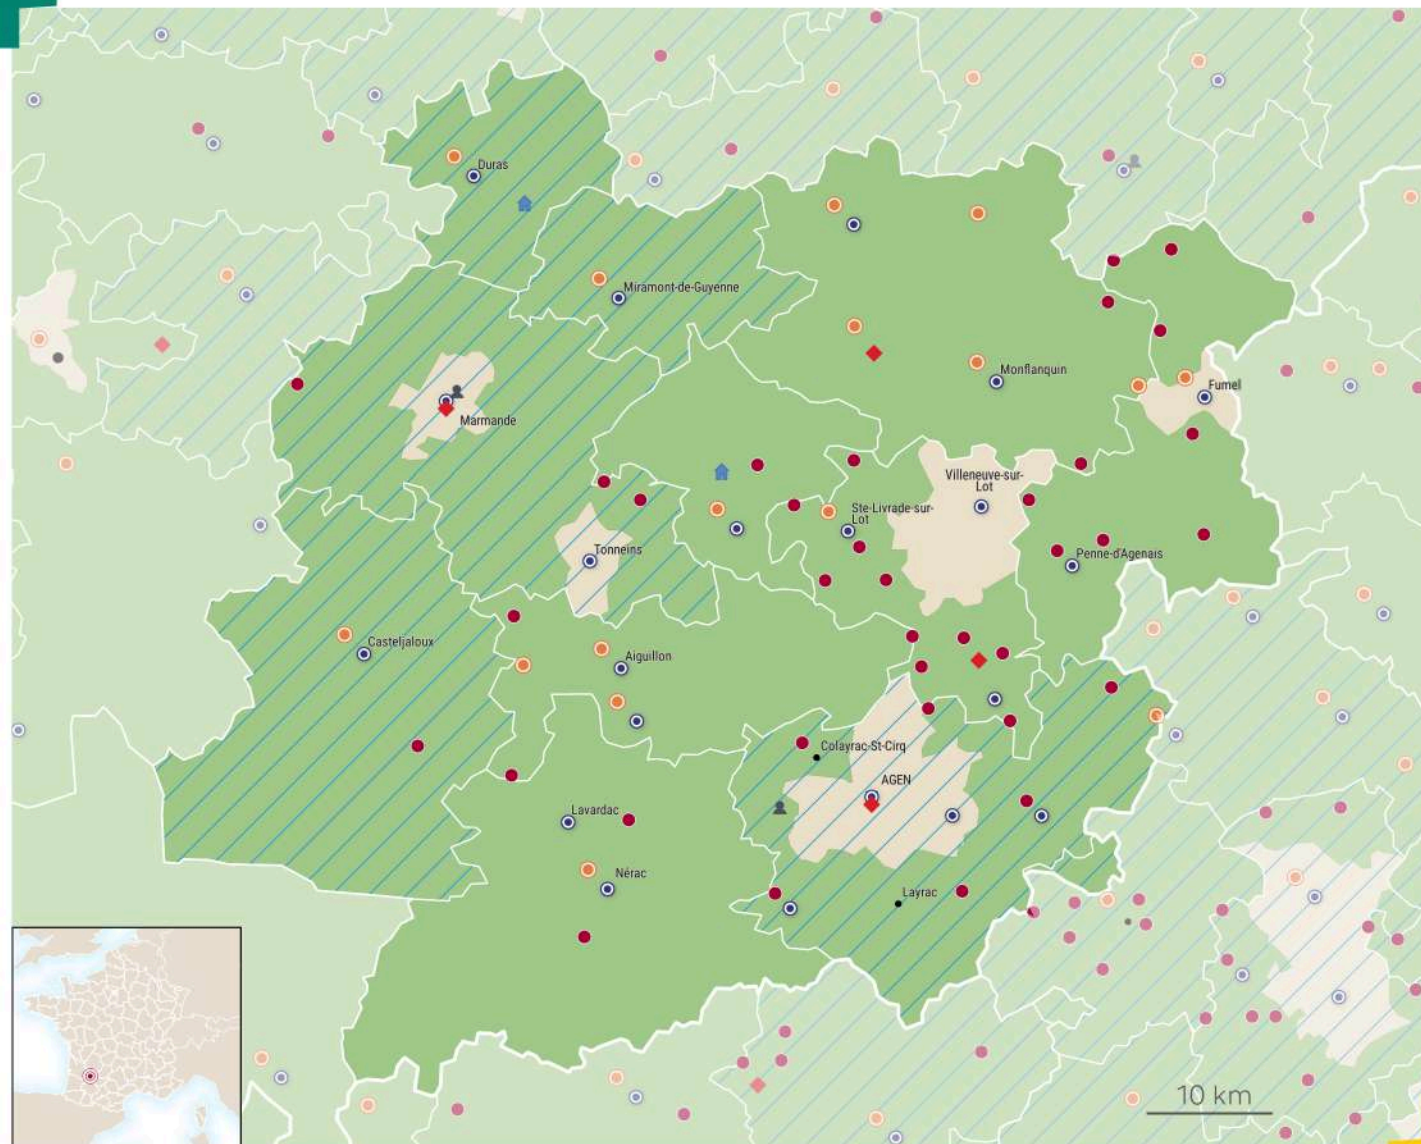 Duras
Miramont-de-Guyenne
Monflanquin
Fumel
Marmande
Villeneuve-sur-
Lot
Ste-Livrade-sur-
Lot
Tonneins
Penne-d'Agenais
Casteljaloux
Aiguillon
Colayrac-St-Cirq
AGEN
Lavardac
Nérac
Layrac
10 km